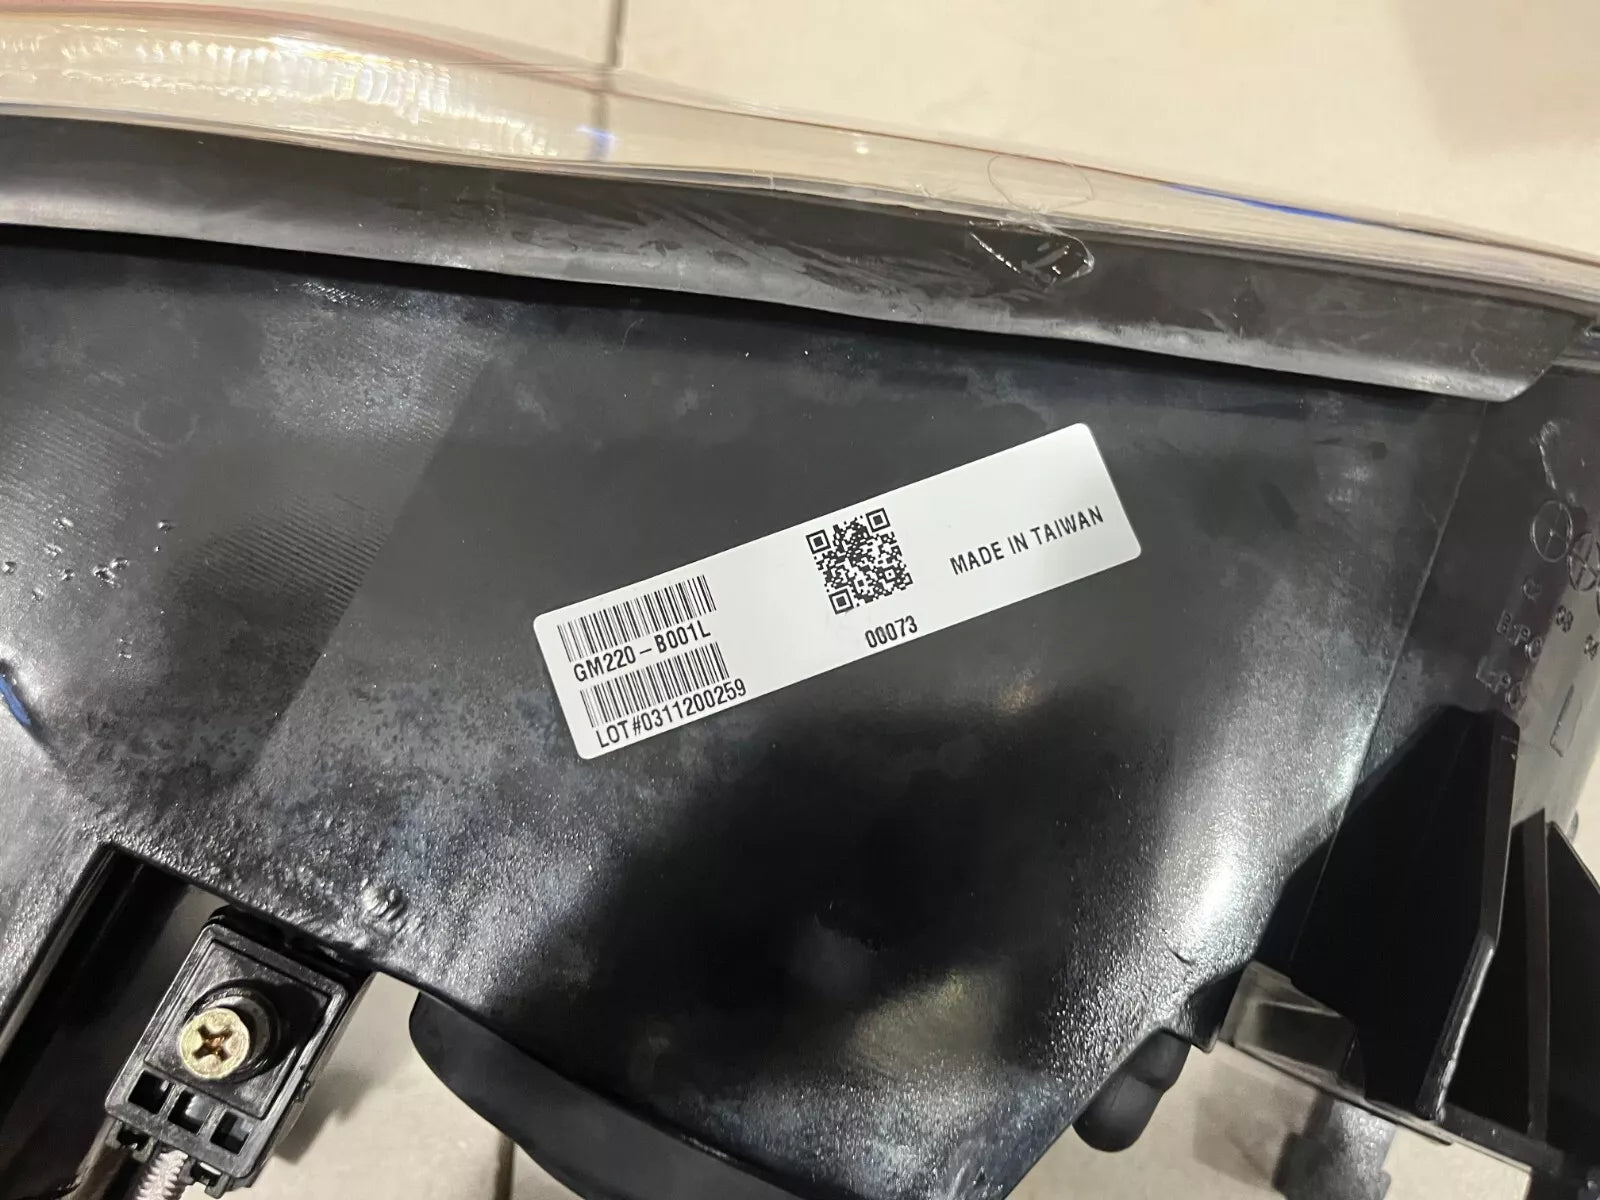 GM220-B001L
LOT#0311200259
00073
MADE IN TAIWAN